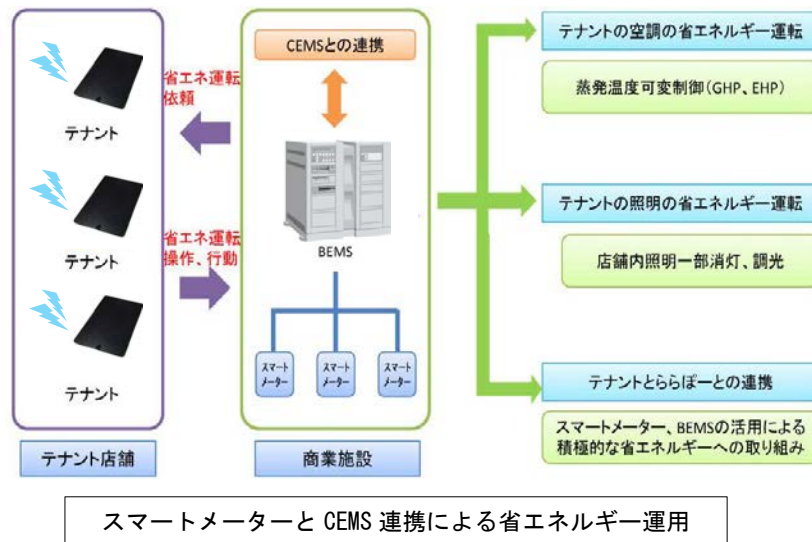 テナント
テナント
テナント
テナント店舗
省エネ運転
依頼
省エネ運転
操作、行動
CEMSとの連携
BEMS
スマート
メーター
スマート
メーター
スマート
メーター
商業施設
テナントの空調の省エネルギー運転
蒸発温度可変制御(GHP、EHP)
テナントの照明の省エネルギー運転
店舗内照明一部消灯、調光
テナントとららぽーとの連携
スマートメーター、BEMSの活用による
積極的な省エネルギーへの取り組み
スマートメーターと CEMS 連携による省エネルギー運用